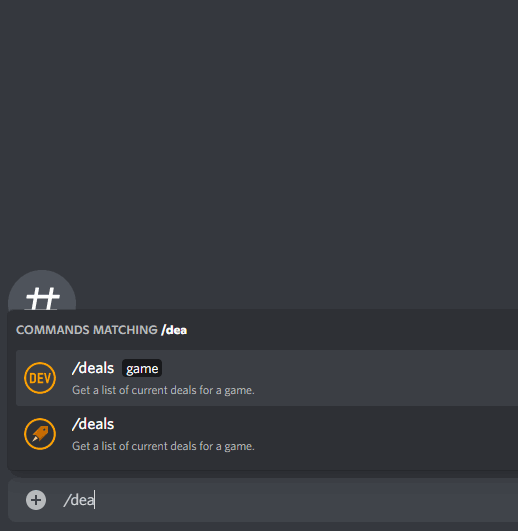 #
COMMANDS MATCHING /dea
DEV
/deals game
Get a list of current deals for a game.
/deals
Get a list of current deals for a game.
/dea